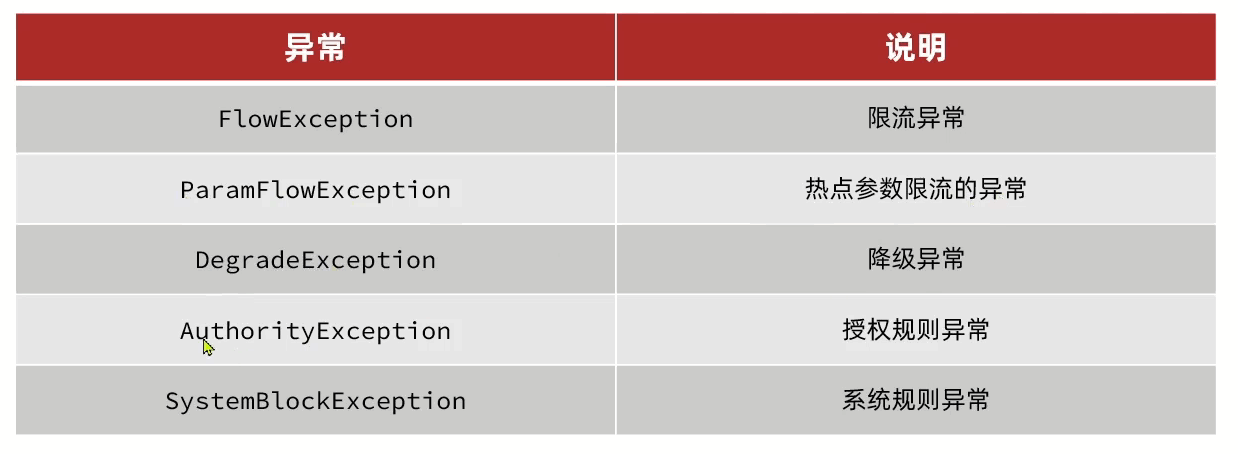 异常 说明
FlowException 限流异常
ParamFlowException 热点参数限流的异常
DegradeException 降级异常
AuthorityException 授权规则异常
SystemBlockException 系统规则异常